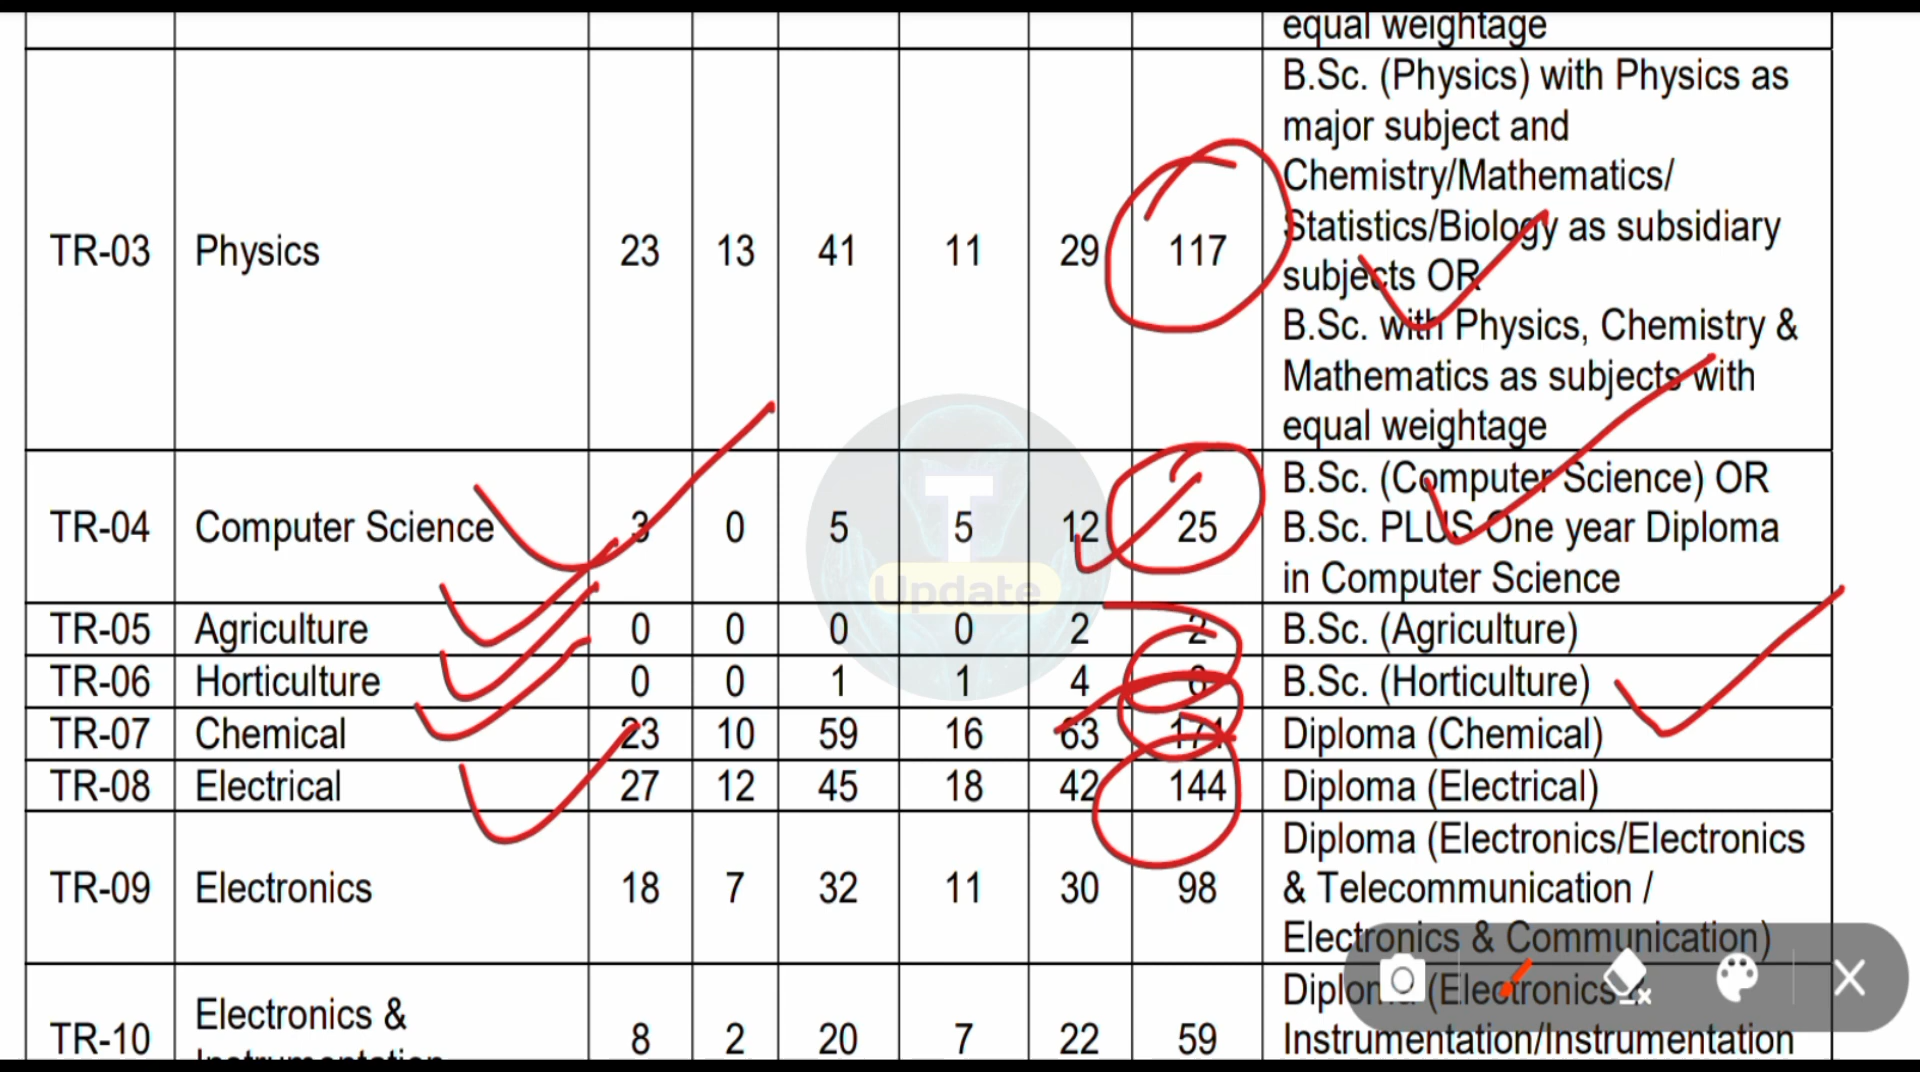 equal weightage
B.Sc. (Physics) with Physics as
major subject and
Chemistry/Mathematics/
Statistics/Biology as subsidiary
TR-03 Physics 23 13 41 11 29 117
subjects OR
B.Sc. with Physics, Chemistry &
Mathematics as subjects with
equal weightage
B.Sc. (Computer Science) OR
TR-04 Computer Science 3 0 5 5 12 25 B.Sc. PLUS One year Diploma
in Computer Science
T
Update
TR-05 Agriculture 0 0 0 0 2 2 B.Sc. (Agriculture)
TR-06 Horticulture 0 0 1 1 4 6 B.Sc. (Horticulture)
TR-07 Chemical 23 10 59 16 63 171 Diploma (Chemical)
TR-08 Electrical 27 12 45 18 42 144 Diploma (Electrical)
Diploma (Electronics/Electronics
TR-09 Electronics 18 7 32 11 30 98 & Telecommunication /
Electronics & Communication)
Electronics &
Diploma (Electronics &
TR-10 8 2 20 7 22 59 Instrumentation/Instrumentation
Instrumentation